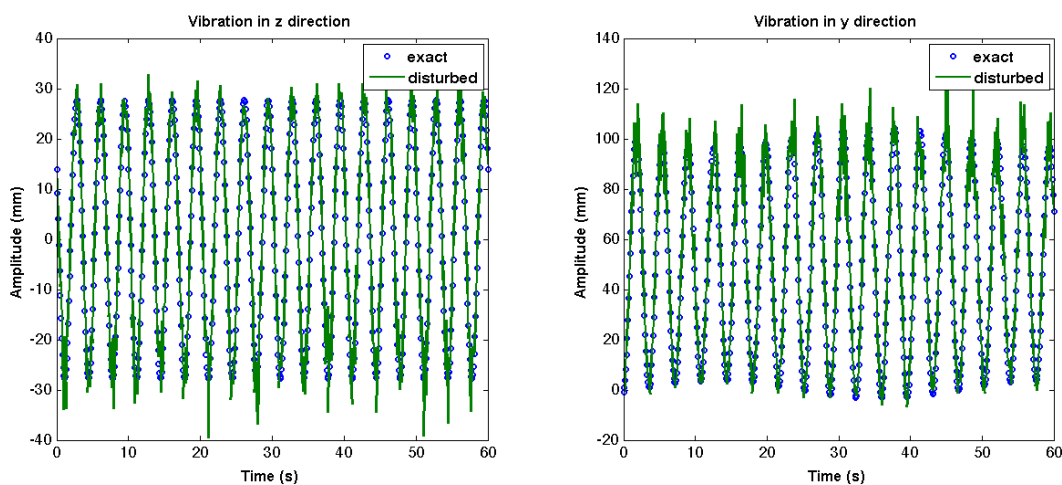 Vibration in z direction
40
30
20
10
0
-10
-20
-30
-40
Amplitude (mm)
exact
disturbed
0 10 20 30 40 50 60
Time (s)
Vibration in y direction
140
120
100
80
60
40
20
0
-20
Amplitude (mm)
exact
disturbed
0 10 20 30 40 50 60
Time (s)